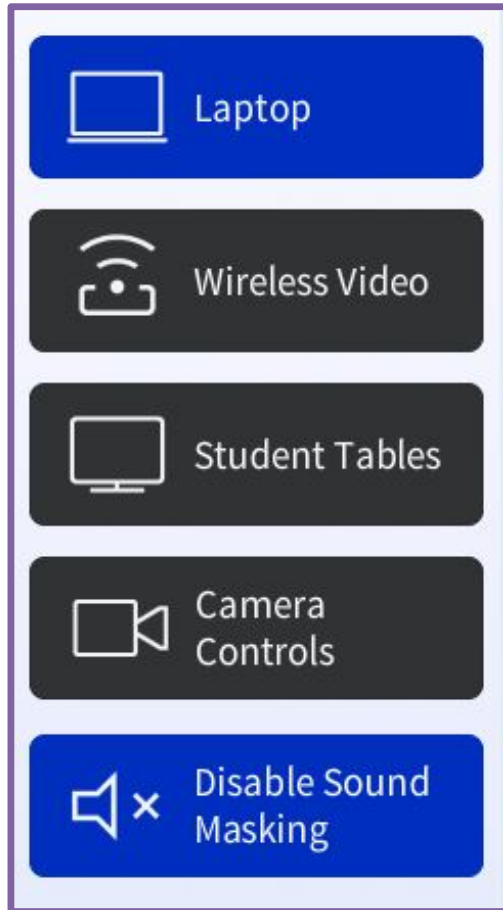 Laptop
Wireless Video
Student Tables
Camera
Controls
Disable Sound
Masking